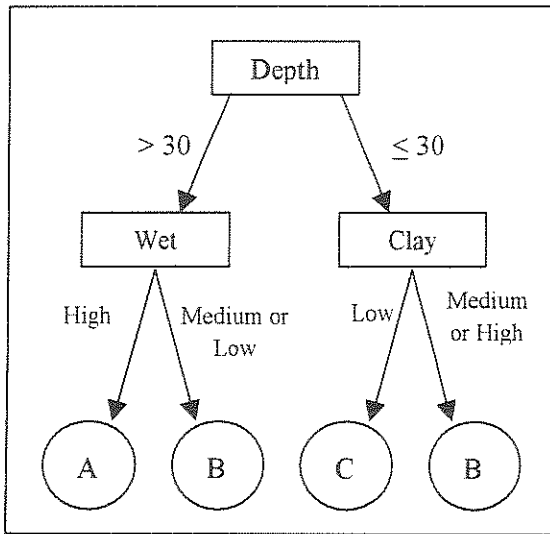 Depth
> 30
≤ 30
Wet
Clay
High
Medium or
Low
Low
Medium
or High
A
B
C
B